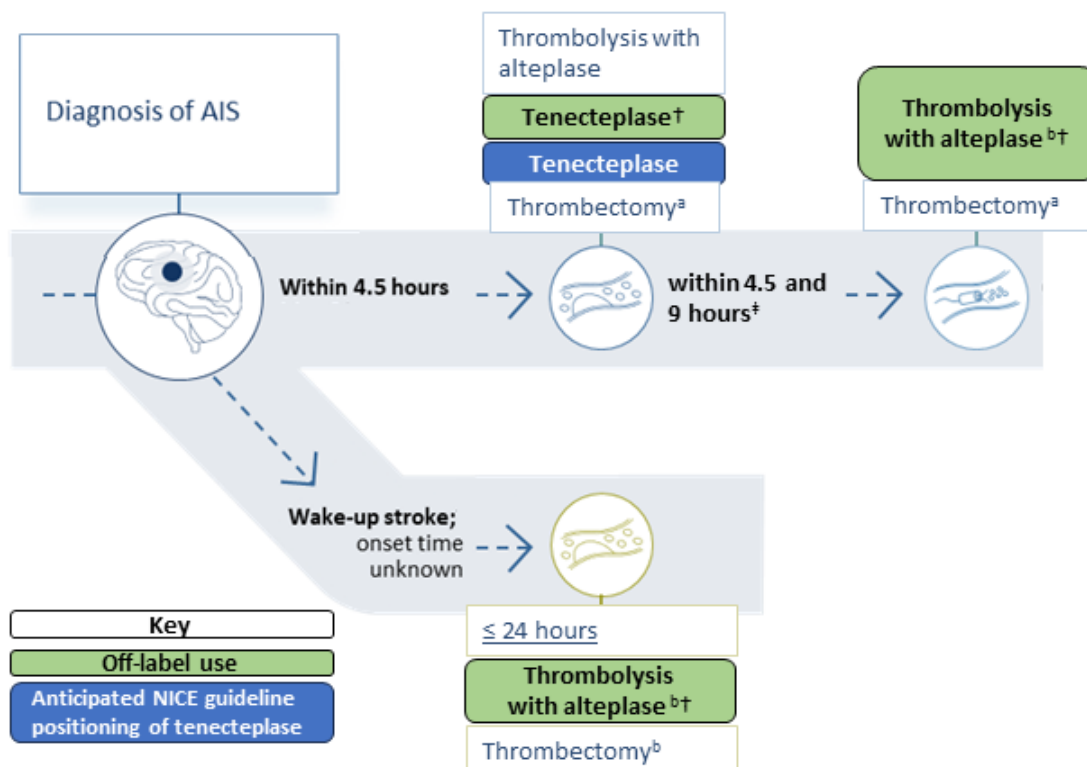 Diagnosis of AIS
Thrombolysis with
alteplase
Tenecteplase†
Tenecteplase
Thrombectomyᵃ
Thrombolysis
with alteplase ᵇ†
Thrombectomyᵃ
Within 4.5 hours
within 4.5 and
9 hours‡
Wake-up stroke;
onset time
unknown
≤ 24 hours
Thrombolysis
with alteplase ᵇ†
Thrombectomyᵇ
Key
Off-label use
Anticipated NICE guideline
positioning of tenecteplase